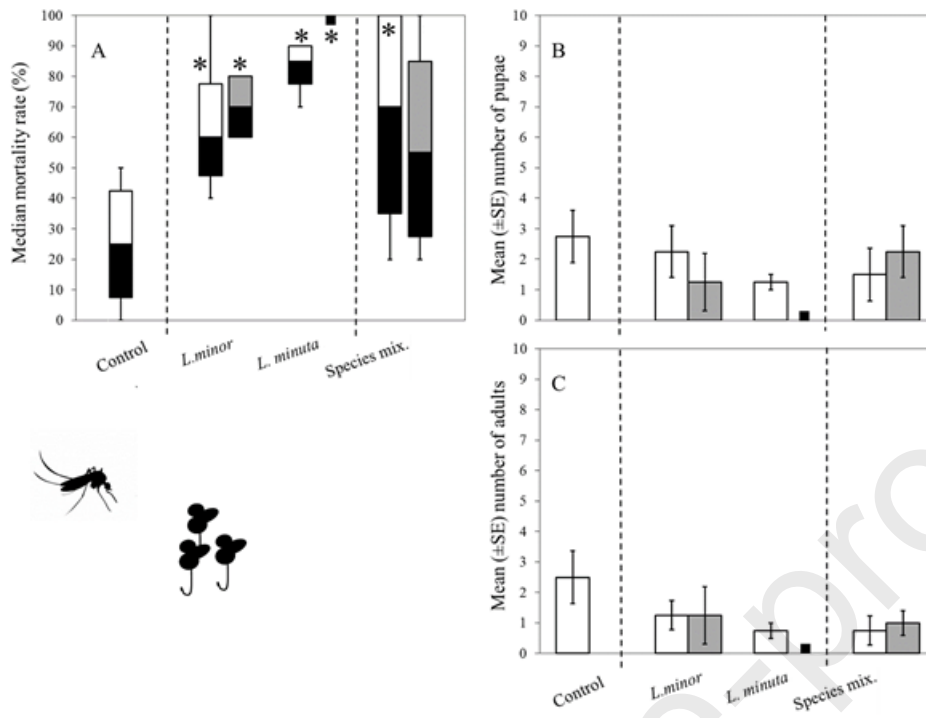 A
Median mortality rate (%)
100
90
80
70
60
50
40
30
20
10
0
* * * * *
Control
L.minor
L. minuta
Species mix.
B
Mean (±SE) number of pupae
10
9
8
7
6
5
4
3
2
1
0
C
Mean (±SE) number of adults
10
9
8
7
6
5
4
3
2
1
0
Control
L.minor
L. minuta
Species mix.